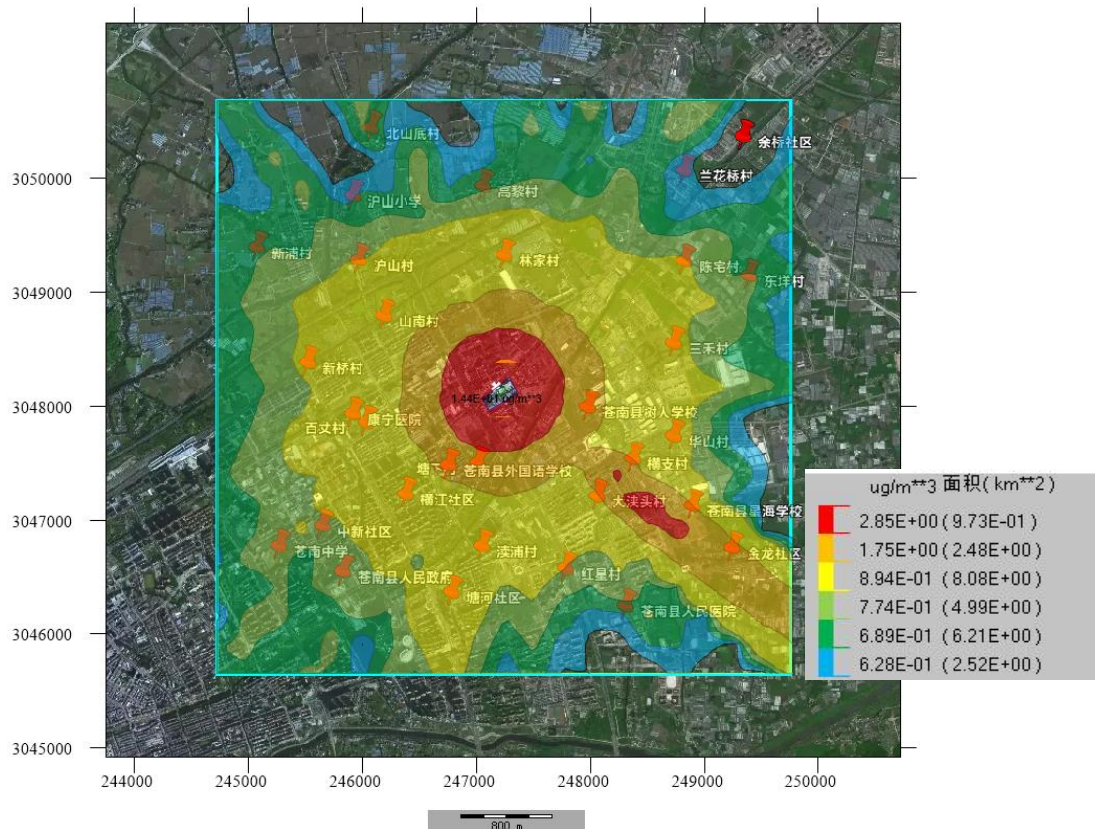 北山底村
余桥社区
3050000
兰花桥村
沪山小学
高黎村
新浦村
沪山村
林家村
陈宅村
东垟村
3049000
山南村
三禾村
新桥村
1.44E+01 ug/m**3
3048000
苍南县树人学校
康宁医院
百丈村
华山村
横支村
苍南县外国语学校
横江社区
大渎头村
苍南县星海学校
3047000
中新社区
苍南中学
渎浦村
金龙社区
红星村
苍南县人民政府
塘河社区
苍南县人民医院
3046000
3045000
244000 245000 246000 247000 248000 249000 250000
800 m
ug/m**3 面积( km**2 )
2.85E+00 ( 9.73E-01 )
1.75E+00 ( 2.48E+00 )
8.94E-01 ( 8.08E+00 )
7.74E-01 ( 4.99E+00 )
6.89E-01 ( 6.21E+00 )
6.28E-01 ( 2.52E+00 )